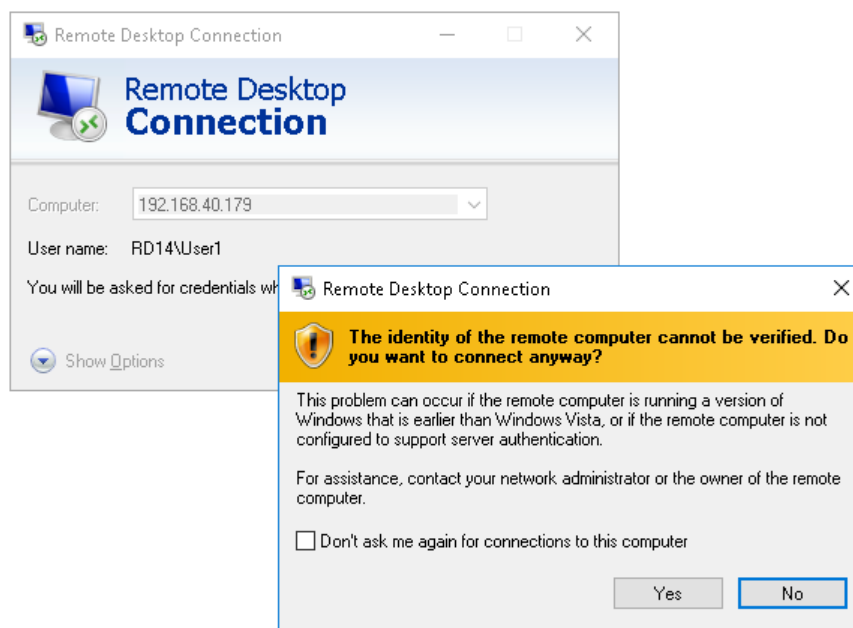 Remote Desktop Connection
Remote Desktop
Connection
Computer:
192.168.40.179
User name:
RD14\User1
You will be asked for credentials wh
Show Options
Remote Desktop Connection
The identity of the remote computer cannot be verified. Do
you want to connect anyway?
This problem can occur if the remote computer is running a version of
Windows that is earlier than Windows Vista, or if the remote computer is not
configured to support server authentication.
For assistance, contact your network administrator or the owner of the remote
computer.
Don't ask me again for connections to this computer
Yes
No